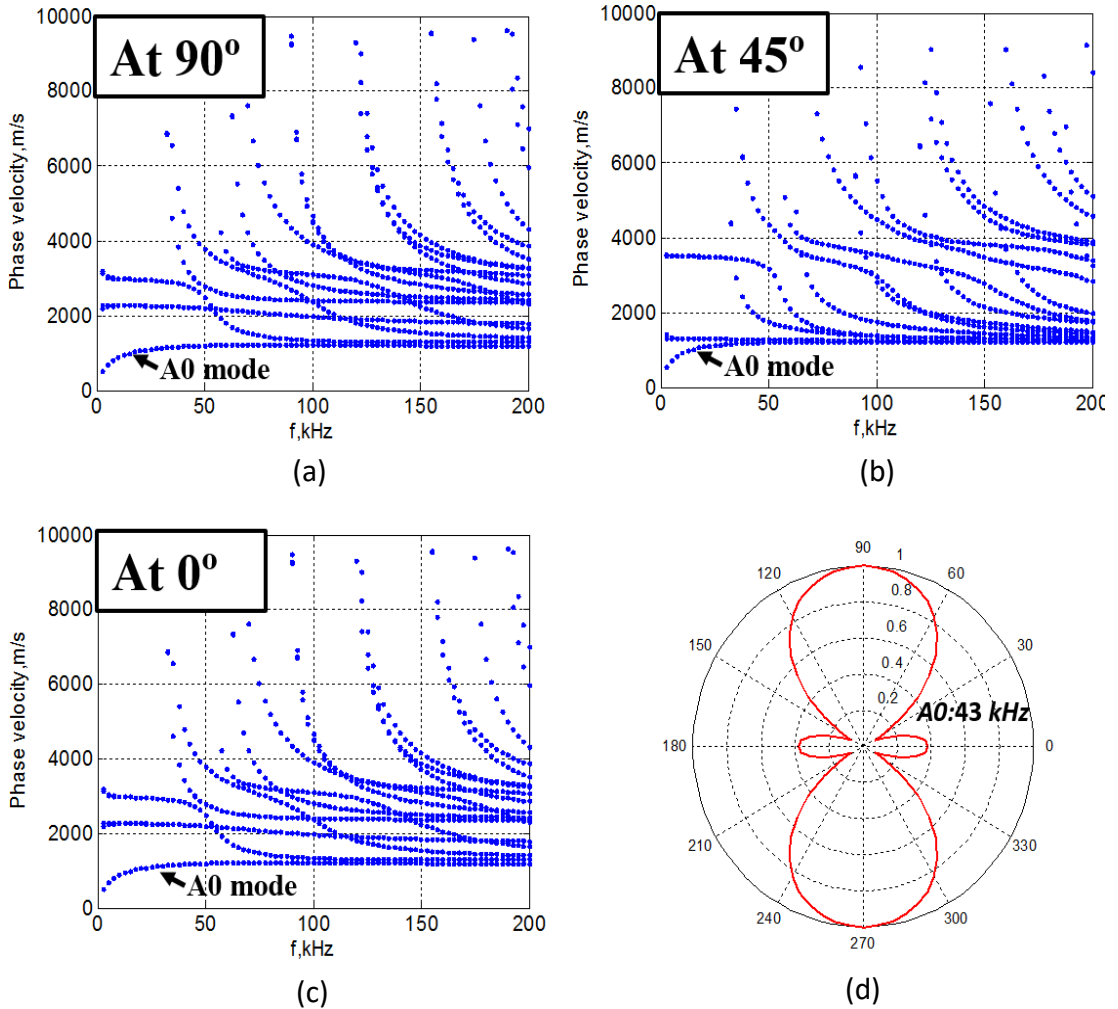 10000
8000
6000
4000
2000
0
Phase velocity,m/s
At 90º
A0 mode
0
50
100
150
200
f,kHz
(a)
10000
8000
6000
4000
2000
0
Phase velocity,m/s
At 45º
A0 mode
0
50
100
150
200
f,kHz
(b)
10000
8000
6000
4000
2000
0
Phase velocity,m/s
At 0º
A0 mode
0
50
100
150
200
f,kHz
(c)
90
1
120
60
0.8
0.6
150
30
0.4
0.2
A0:43 kHz
180
0
210
330
240
300
270
(d)